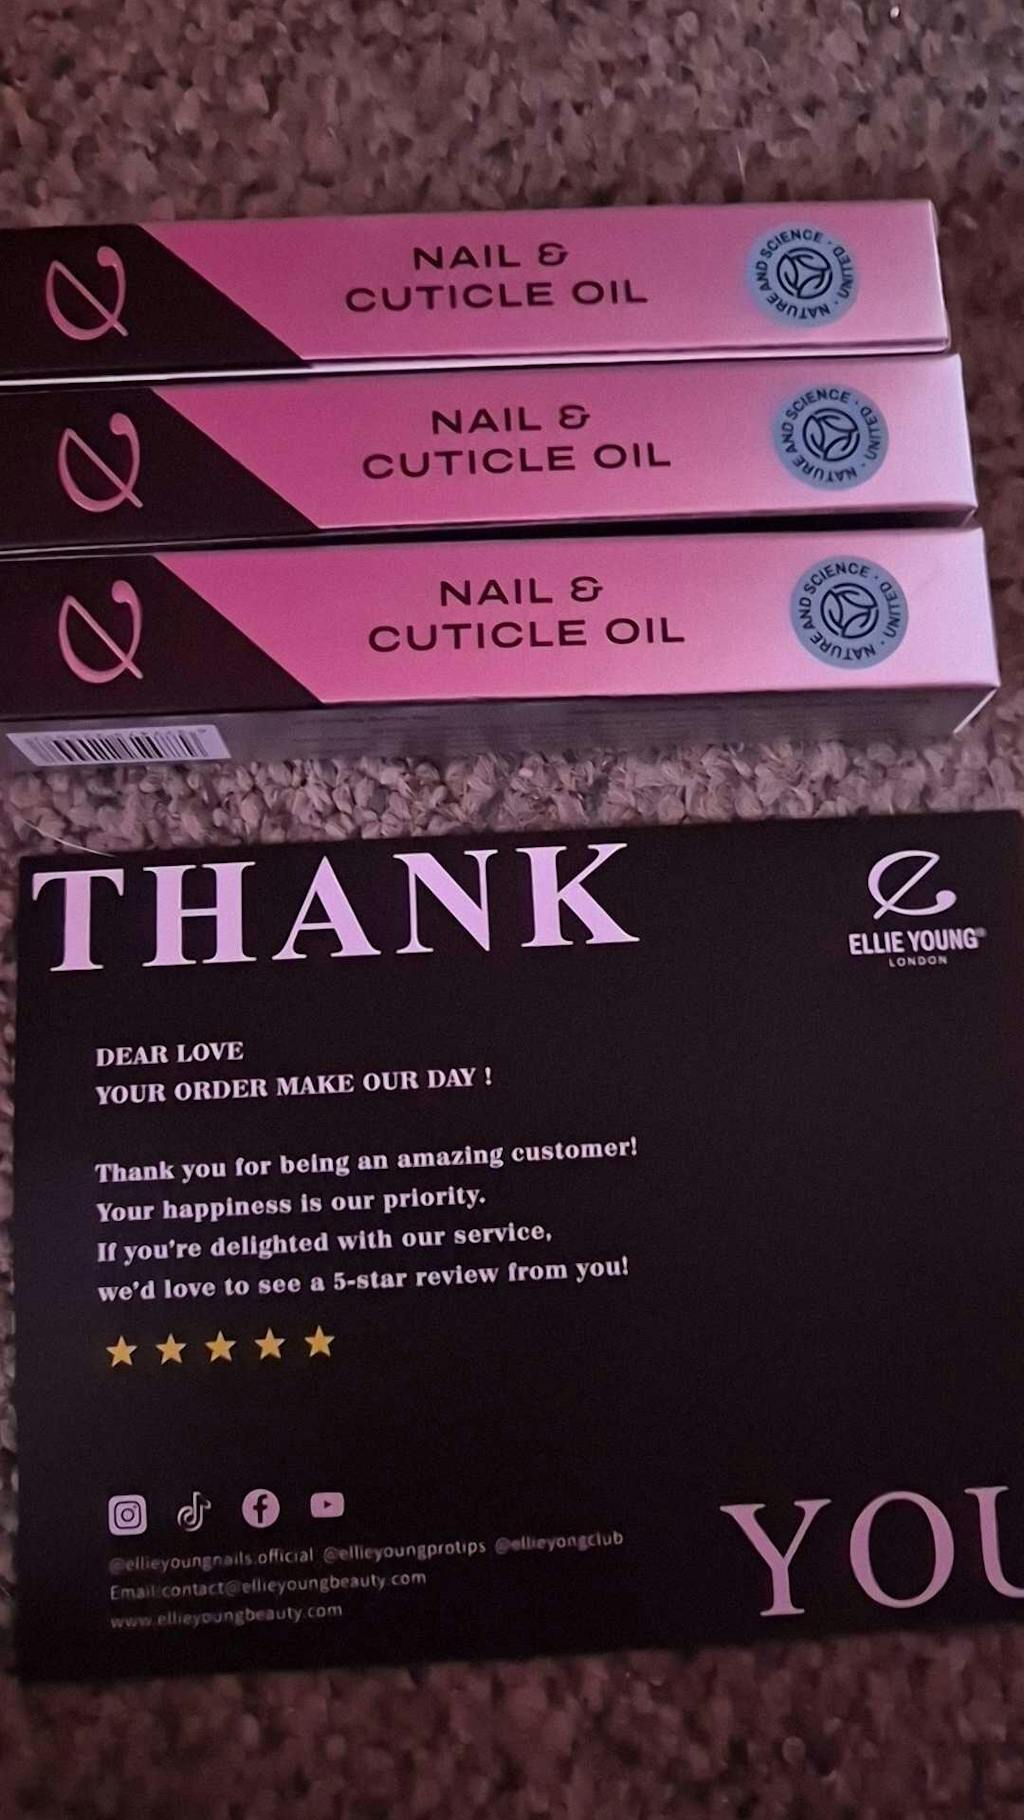 NAIL &
CUTICLE OIL
NATURE AND SCIENCE · UNITED ·
NAIL &
CUTICLE OIL
NATURE AND SCIENCE · UNITED ·
NAIL &
CUTICLE OIL
NATURE AND SCIENCE · UNITED ·
THANK
ELLIE YOUNG®
LONDON
DEAR LOVE
YOUR ORDER MAKE OUR DAY !
Thank you for being an amazing customer!
Your happiness is our priority.
If you're delighted with our service,
we'd love to see a 5-star review from you!
@ellieyoungnails.official @ellieyoungprotips @ellieyongclub
Email:contact@ellieyoungbeauty.com
www.ellieyoungbeauty.com
YOU